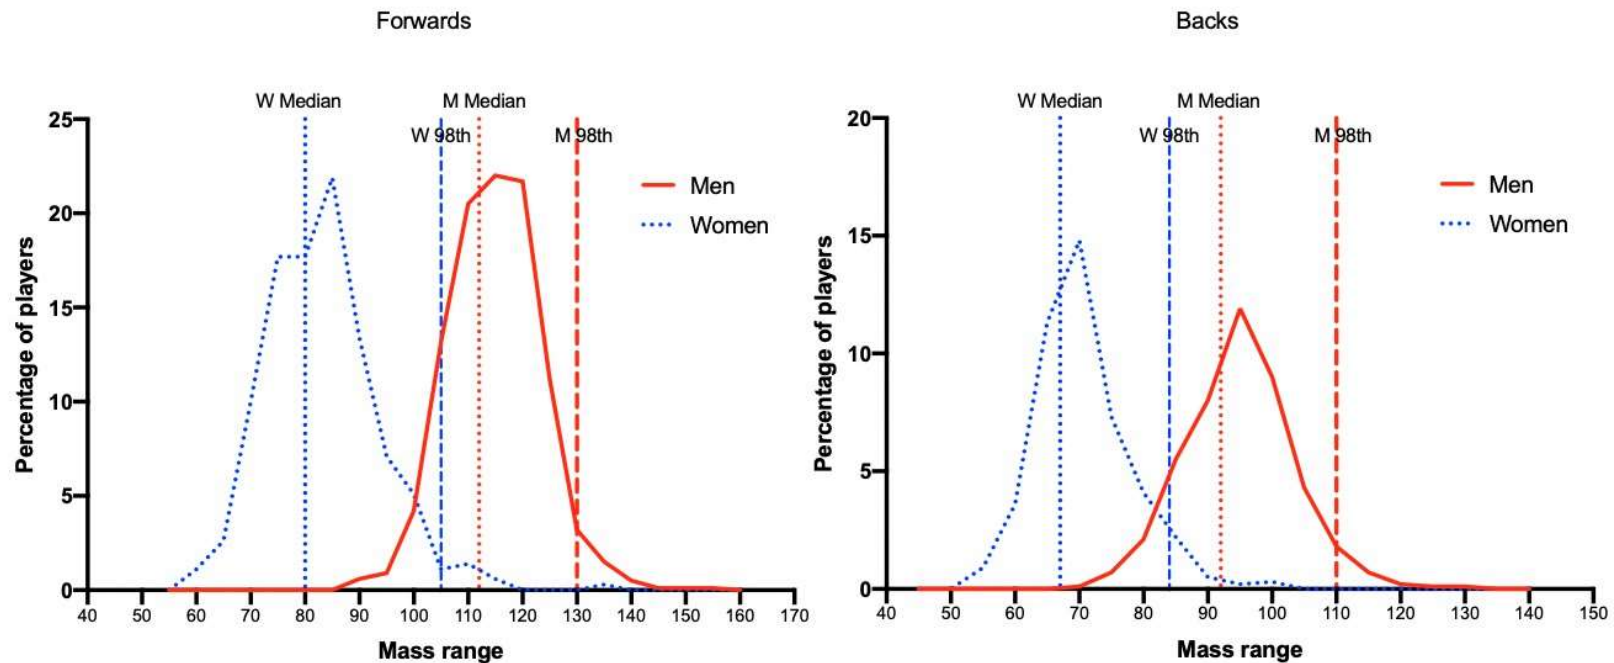 Forwards
W Median
M Median
W 98th
M 98th
Men
Women
25
20
15
10
5
0
Percentage of players
40 50 60 70 80 90 100 110 120 130 140 150 160 170
Mass range
Backs
W Median
M Median
W 98th
M 98th
Men
Women
20
15
10
5
0
Percentage of players
40 50 60 70 80 90 100 110 120 130 140 150
Mass range